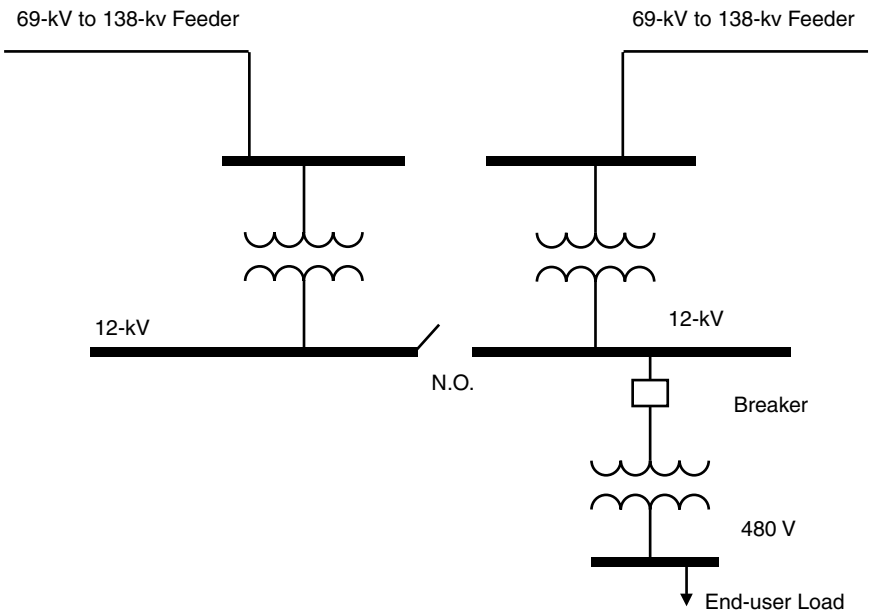 69-kV to 138-kv Feeder
69-kV to 138-kv Feeder
12-kV
12-kV
N.O.
Breaker
480 V
End-user Load